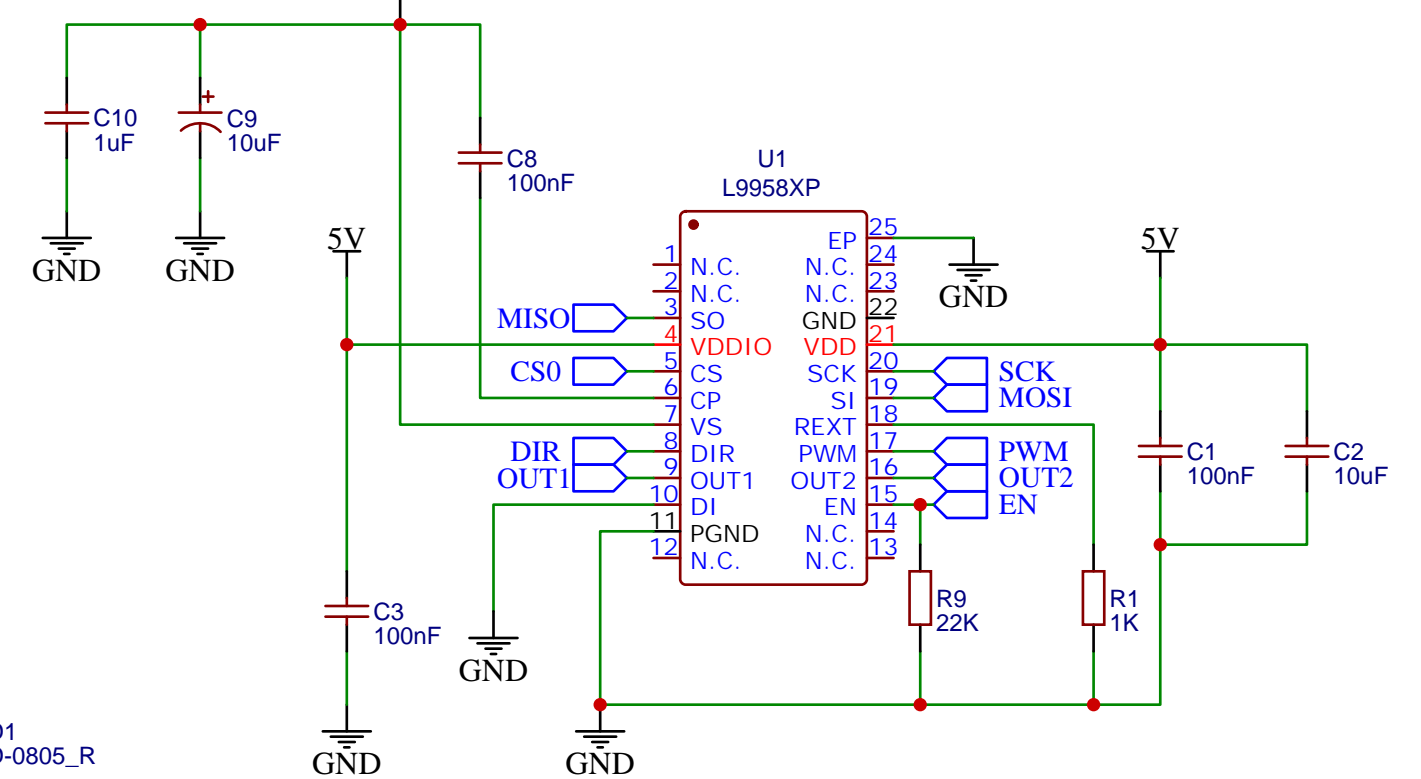 +
C10
1uF
C9
10uF
C8
100nF
GND
GND
U1
L9958XP
5V
5V
GND
MISO
CS0
DIR
OUT1
1 N.C.
2 N.C.
3 SO
4 VDDIO
5 CS
6 CP
7 VS
8 DIR
9 OUT1
10 DI
11 PGND
12 N.C.
EP 25
N.C. 24
N.C. 23
GND 22
VDD 21
SCK 20
SI 19
REXT 18
PWM 17
OUT2 16
EN 15
N.C. 14
N.C. 13
SCK
MOSI
PWM
OUT2
EN
C1
100nF
C2
10uF
C3
100nF
R9
22K
R1
1K
GND
GND
GND
-0805_R